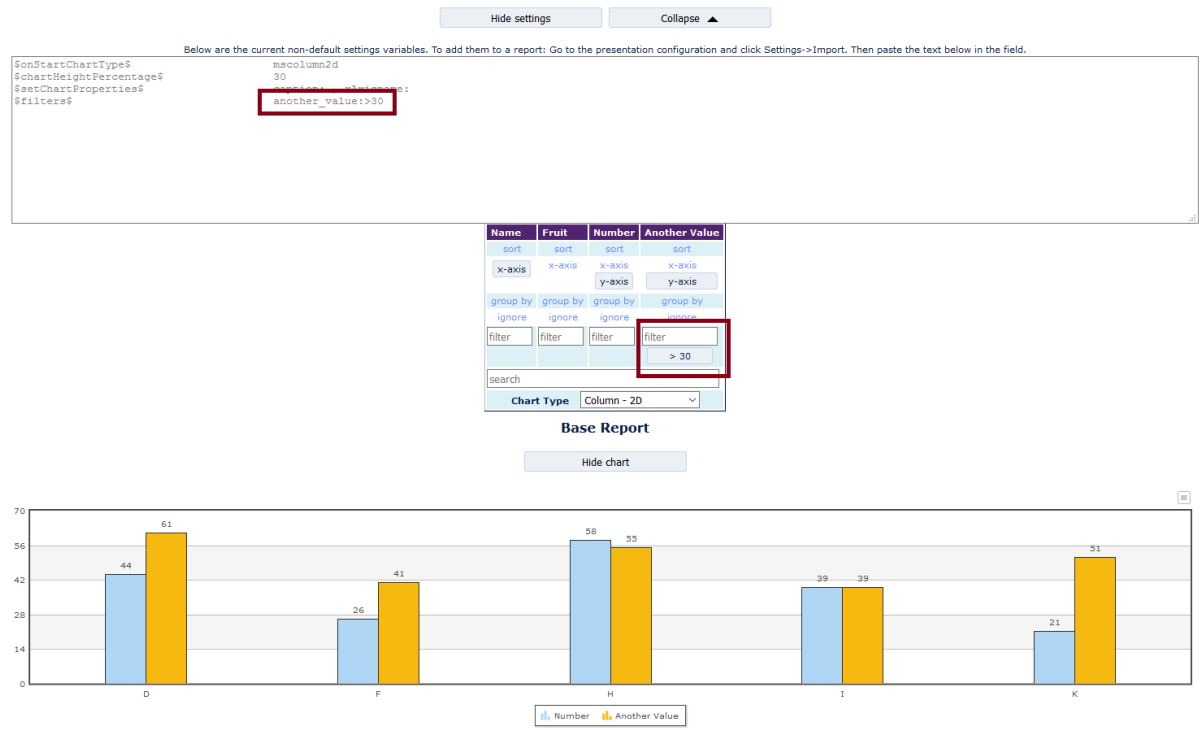 Hide settings Collapse
Below are the current non-default settings variables. To add them to a report: Go to the presentation configuration and click Settings->Import. Then paste the text below in the field.
$onStartChartType$ mscolumn2d
$chartHeightPercentage$ 30
$setChartProperties$
$filters$ another_value:>30
Name Fruit Number Another Value
sort sort sort sort
x-axis x-axis x-axis x-axis
y-axis y-axis
group by group by group by group by
ignore ignore ignore ignore
filter filter filter filter
> 30
search
Chart Type Column - 2D
Base Report
Hide chart
70
56
42
28
14
0
44 61 26 41 58 55 39 39 21 51
D F H I K
Number Another Value